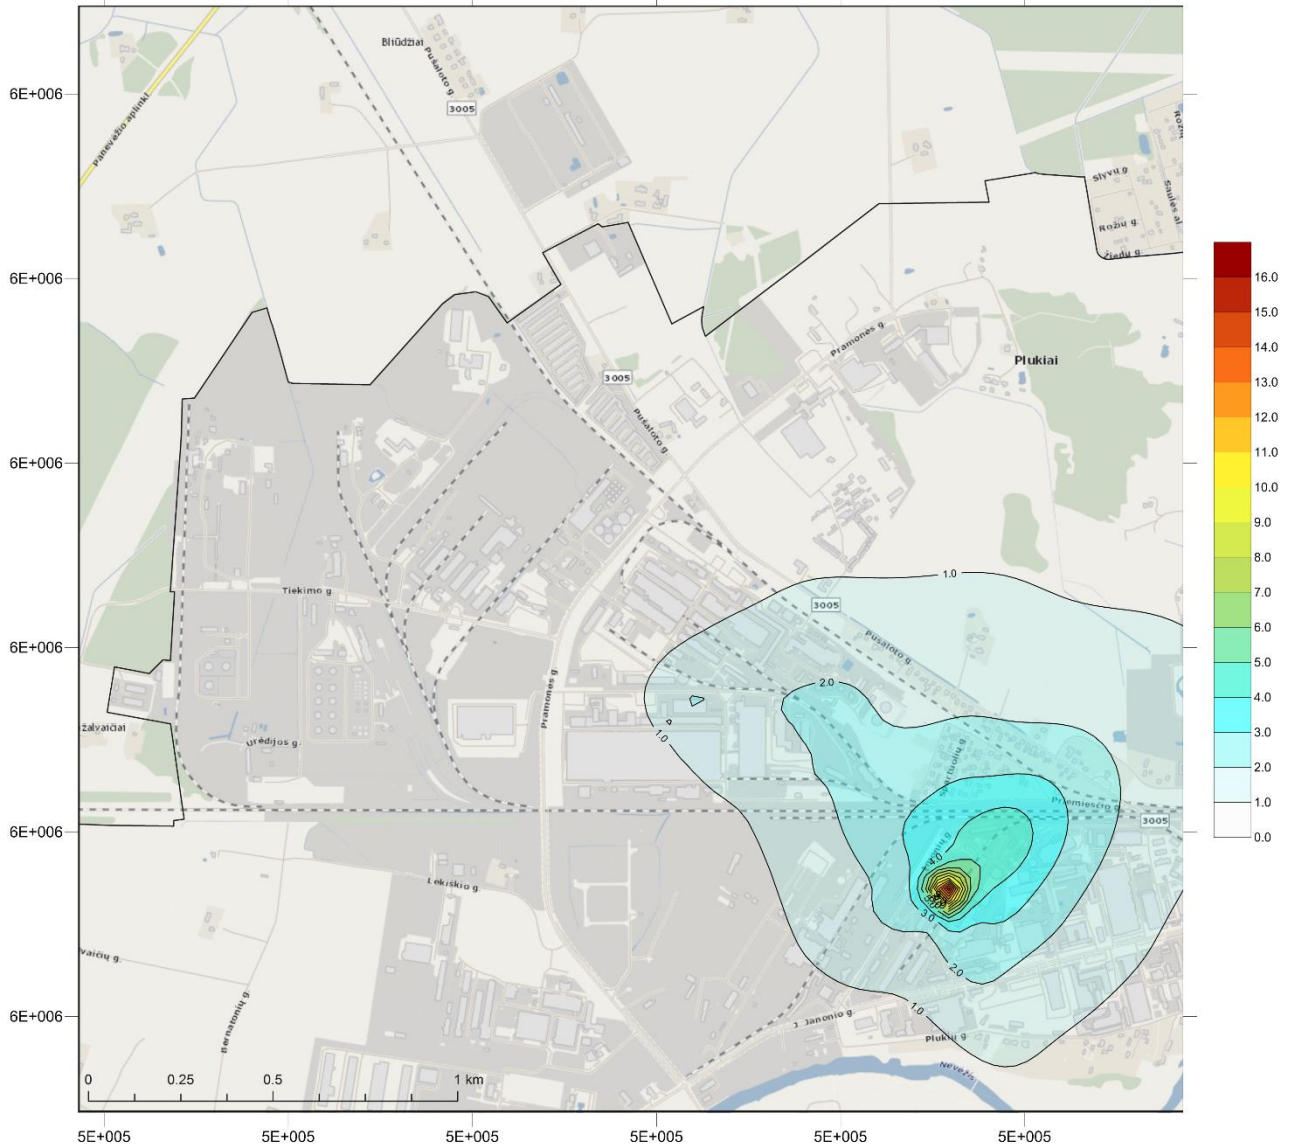 Bliūdžiai
Pušaloto g.
6E+006
3005
Panevėžio aplinkl.
Slyvų g.
Saulės al.
Rožių g.
Žiedų g.
6E+006
16.0
15.0
14.0
13.0
12.0
11.0
10.0
9.0
8.0
7.0
6.0
5.0
4.0
3.0
2.0
1.0
0.0
Pramonės g.
Plukiai
3005
Pušaloto g.
6E+006
Tiekimo g.
1.0
3005
Pušaloto g.
6E+006
2.0
Pramonės g.
žalvaičiai
Urėdijos g.
1.0
Priemiesčio g.
3005
6E+006
4.0
3.0
Lėkiškio g.
vaičių g.
2.0
Bernatonių g.
1.0
6E+006
J. Janonio g.
Plukių g.
Nevėžis
0
0.25
0.5
1 km
5E+005
5E+005
5E+005
5E+005
5E+005
5E+005